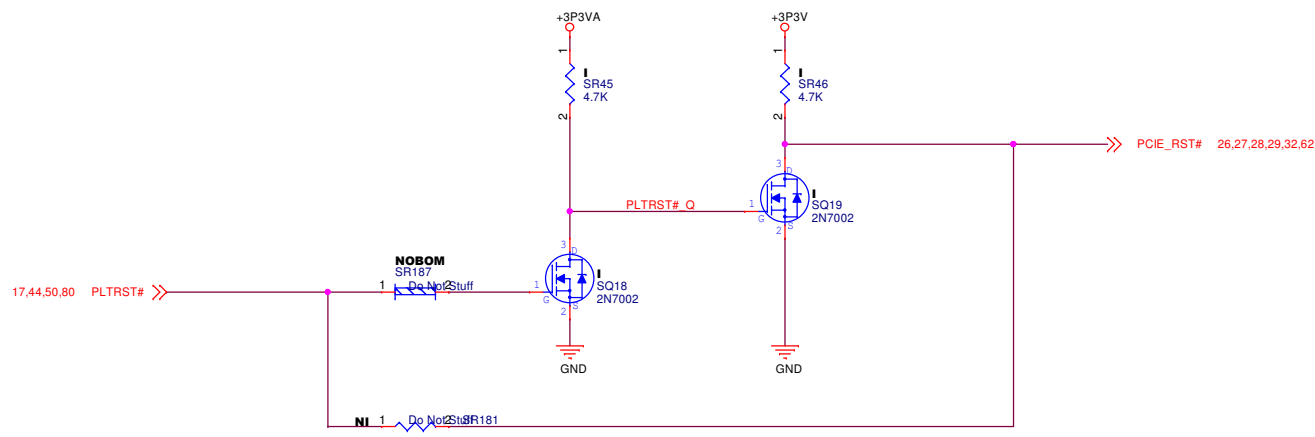 +3P3VA
+3P3V
1
I
SR45
4.7K
2
1
I
SR46
4.7K
2
PCIE_RST# 26,27,28,29,32,62
3
D
I
SQ19
2N7002
1
G
2
S
PLTRST#_Q
NOBOM
SR187
1
Do Not Stuff
2
3
D
I
SQ18
2N7002
1
G
2
S
17,44,50,80 PLTRST#
GND
GND
NI
1
Do Not Stuff
2
SR181